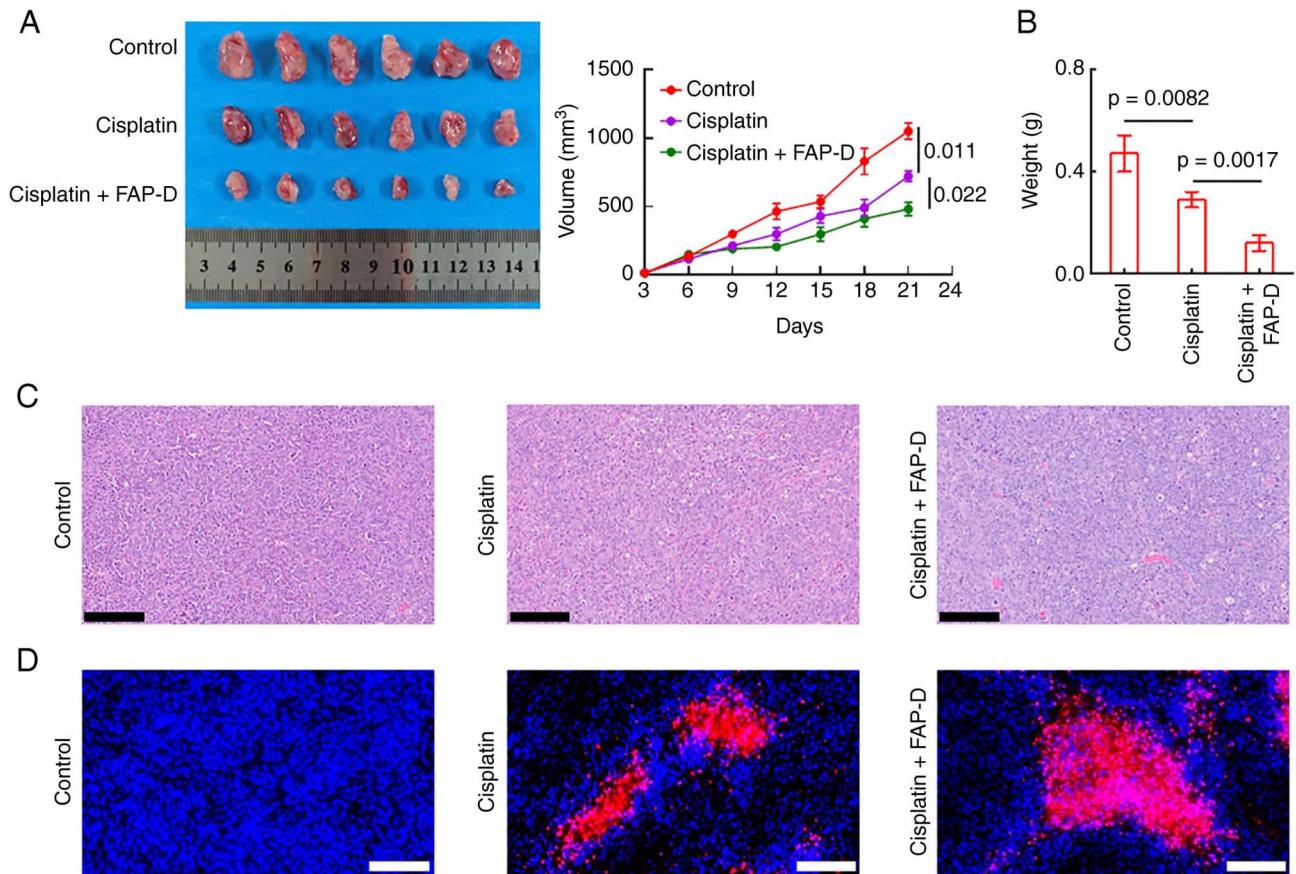 A
Control
Cisplatin
Cisplatin + FAP-D
3 4 5 6 7 8 9 10 11 12 13 14 1
Volume (mm³)
1500
1000
500
0
Control
Cisplatin
Cisplatin + FAP-D
0.011
0.022
3 6 9 12 15 18 21 24
Days
B
Weight (g)
0.8
0.4
0.0
p = 0.0082
p = 0.0017
Control
Cisplatin
Cisplatin +
FAP-D
C
Control
Cisplatin
Cisplatin + FAP-D
D
Control
Cisplatin
Cisplatin + FAP-D